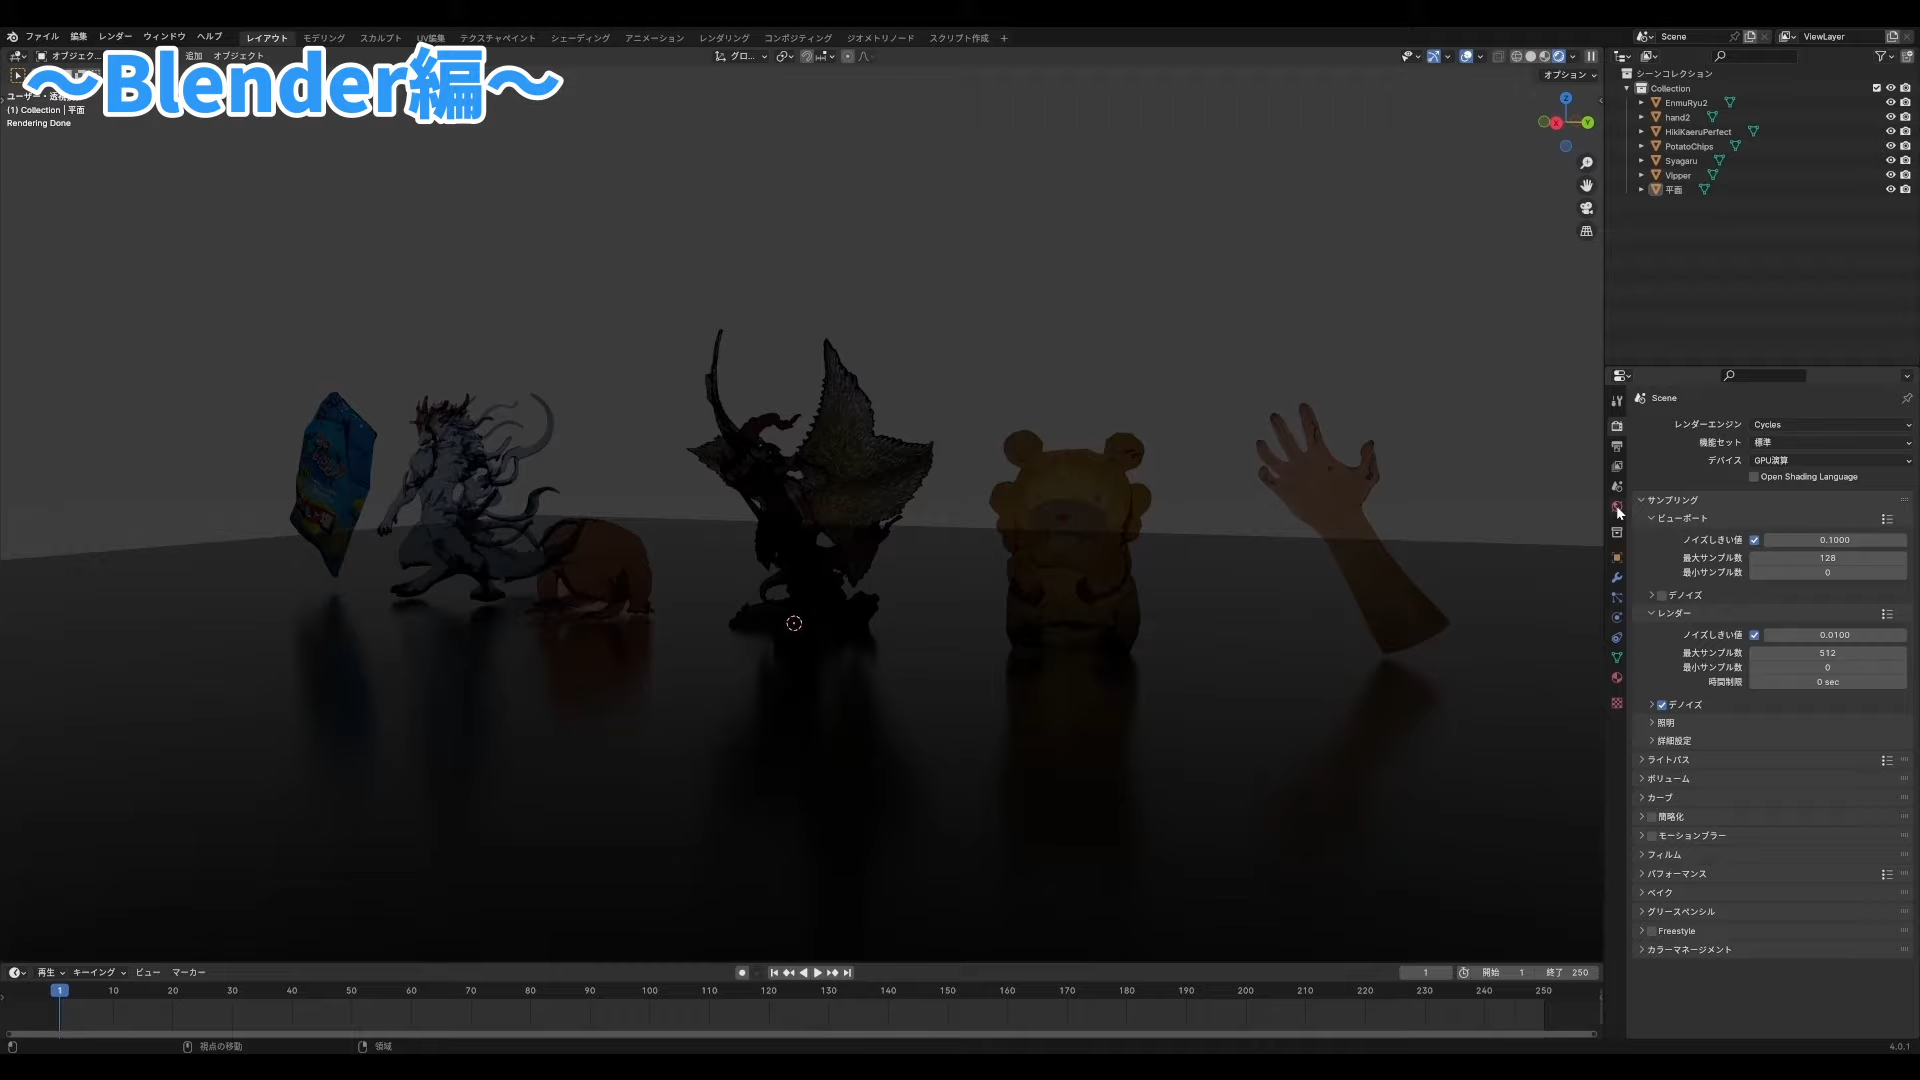 ファイル 編集 レンダー ウィンドウ ヘルプ レイアウト モデリング スカルプト UV編集 テクスチャペイント シェーディング アニメーション レンダリング コンポジティング ジオメトリノード スクリプト作成 +
Scene ViewLayer
オブジェク... 追加 オブジェクト グロ...
～Blender編～
オプション
(1) Collection | 平面
Rendering Done
Z
X
Y
シーンコレクション
Collection
EnmuRyu2
hand2
HikiKaeruPerfect
PotatoChips
Syagaru
Vipper
平面
Scene
レンダーエンジン Cycles
機能セット 標準
デバイス GPU演算
Open Shading Language
サンプリング
ビューポート
ノイズしきい値 0.1000
最大サンプル数 128
最小サンプル数 0
デノイズ
レンダー
ノイズしきい値 0.0100
最大サンプル数 512
最小サンプル数 0
時間制限 0 sec
デノイズ
照明
詳細設定
ライトパス
ボリューム
カーブ
簡略化
モーションブラー
フィルム
パフォーマンス
ベイク
グリースペンシル
Freestyle
カラーマネージメント
再生 キーイング ビュー マーカー 1 開始 1 終了 250
1 10 20 30 40 50 60 70 80 90 100 110 120 130 140 150 160 170 180 190 200 210 220 230 240 250
視点の移動 領域 4.0.1